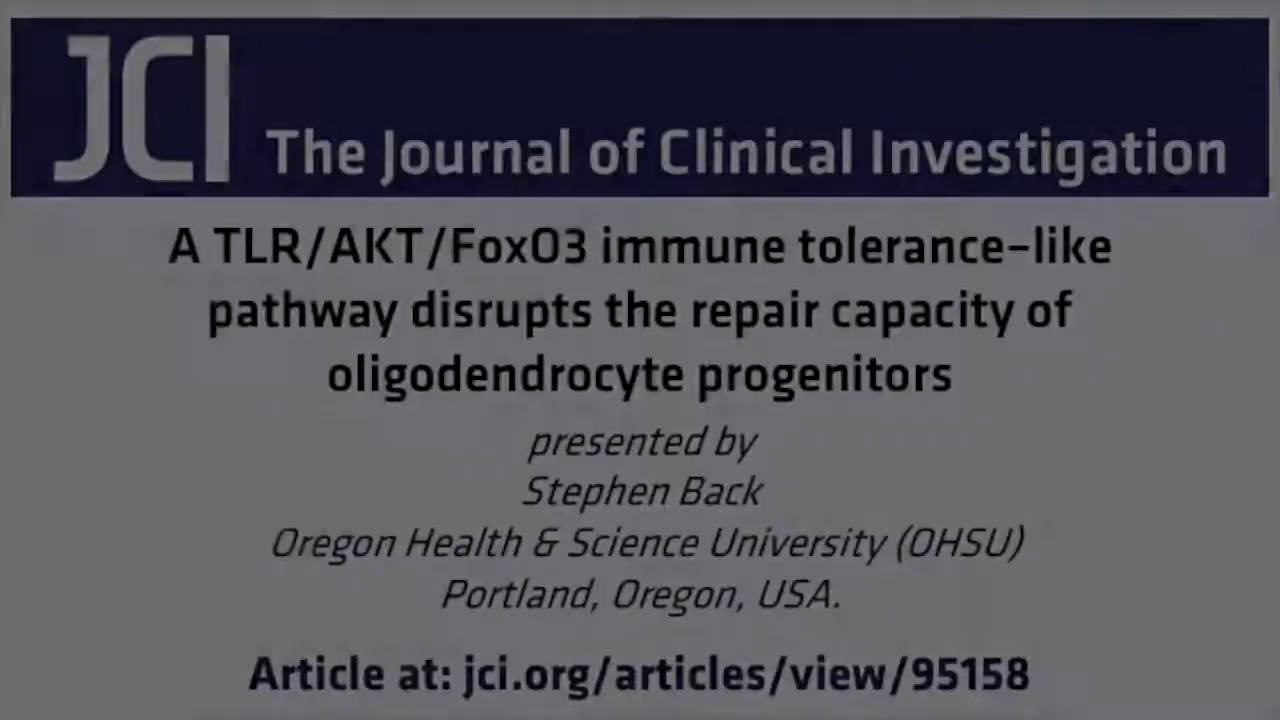 JCI The Journal of Clinical Investigation
A TLR/AKT/FoxO3 immune tolerance-like
pathway disrupts the repair capacity of
oligodendrocyte progenitors
presented by
Stephen Back
Oregon Health & Science University (OHSU)
Portland, Oregon, USA.
Article at: jci.org/articles/view/95158